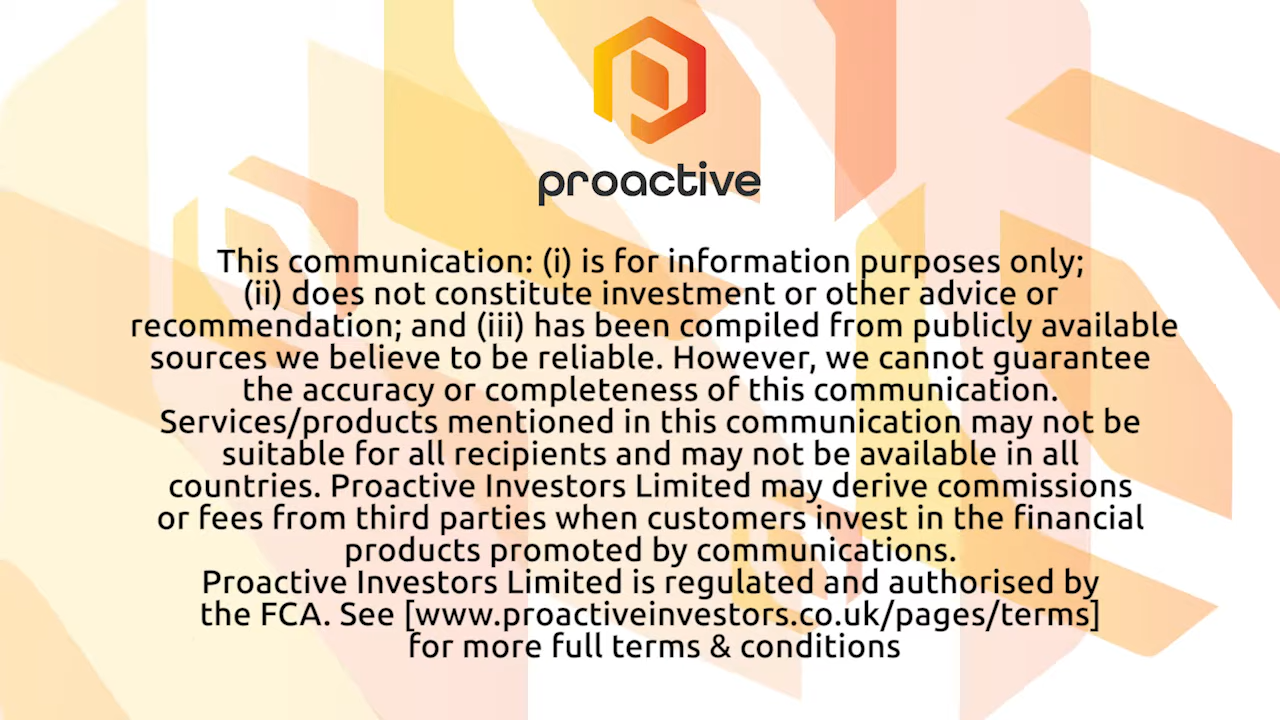 proactive
This communication: (i) is for information purposes only;
(ii) does not constitute investment or other advice or
recommendation; and (iii) has been compiled from publicly available
sources we believe to be reliable. However, we cannot guarantee
the accuracy or completeness of this communication.
Services/products mentioned in this communication may not be
suitable for all recipients and may not be available in all
countries. Proactive Investors Limited may derive commissions
or fees from third parties when customers invest in the financial
products promoted by communications.
Proactive Investors Limited is regulated and authorised by
the FCA. See [www.proactiveinvestors.co.uk/pages/terms]
for more full terms & conditions